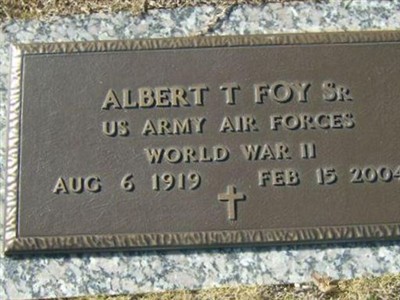 ALBERT T FOY SR
US ARMY AIR FORCES
WORLD WAR II
AUG 6 1919 FEB 15 2004